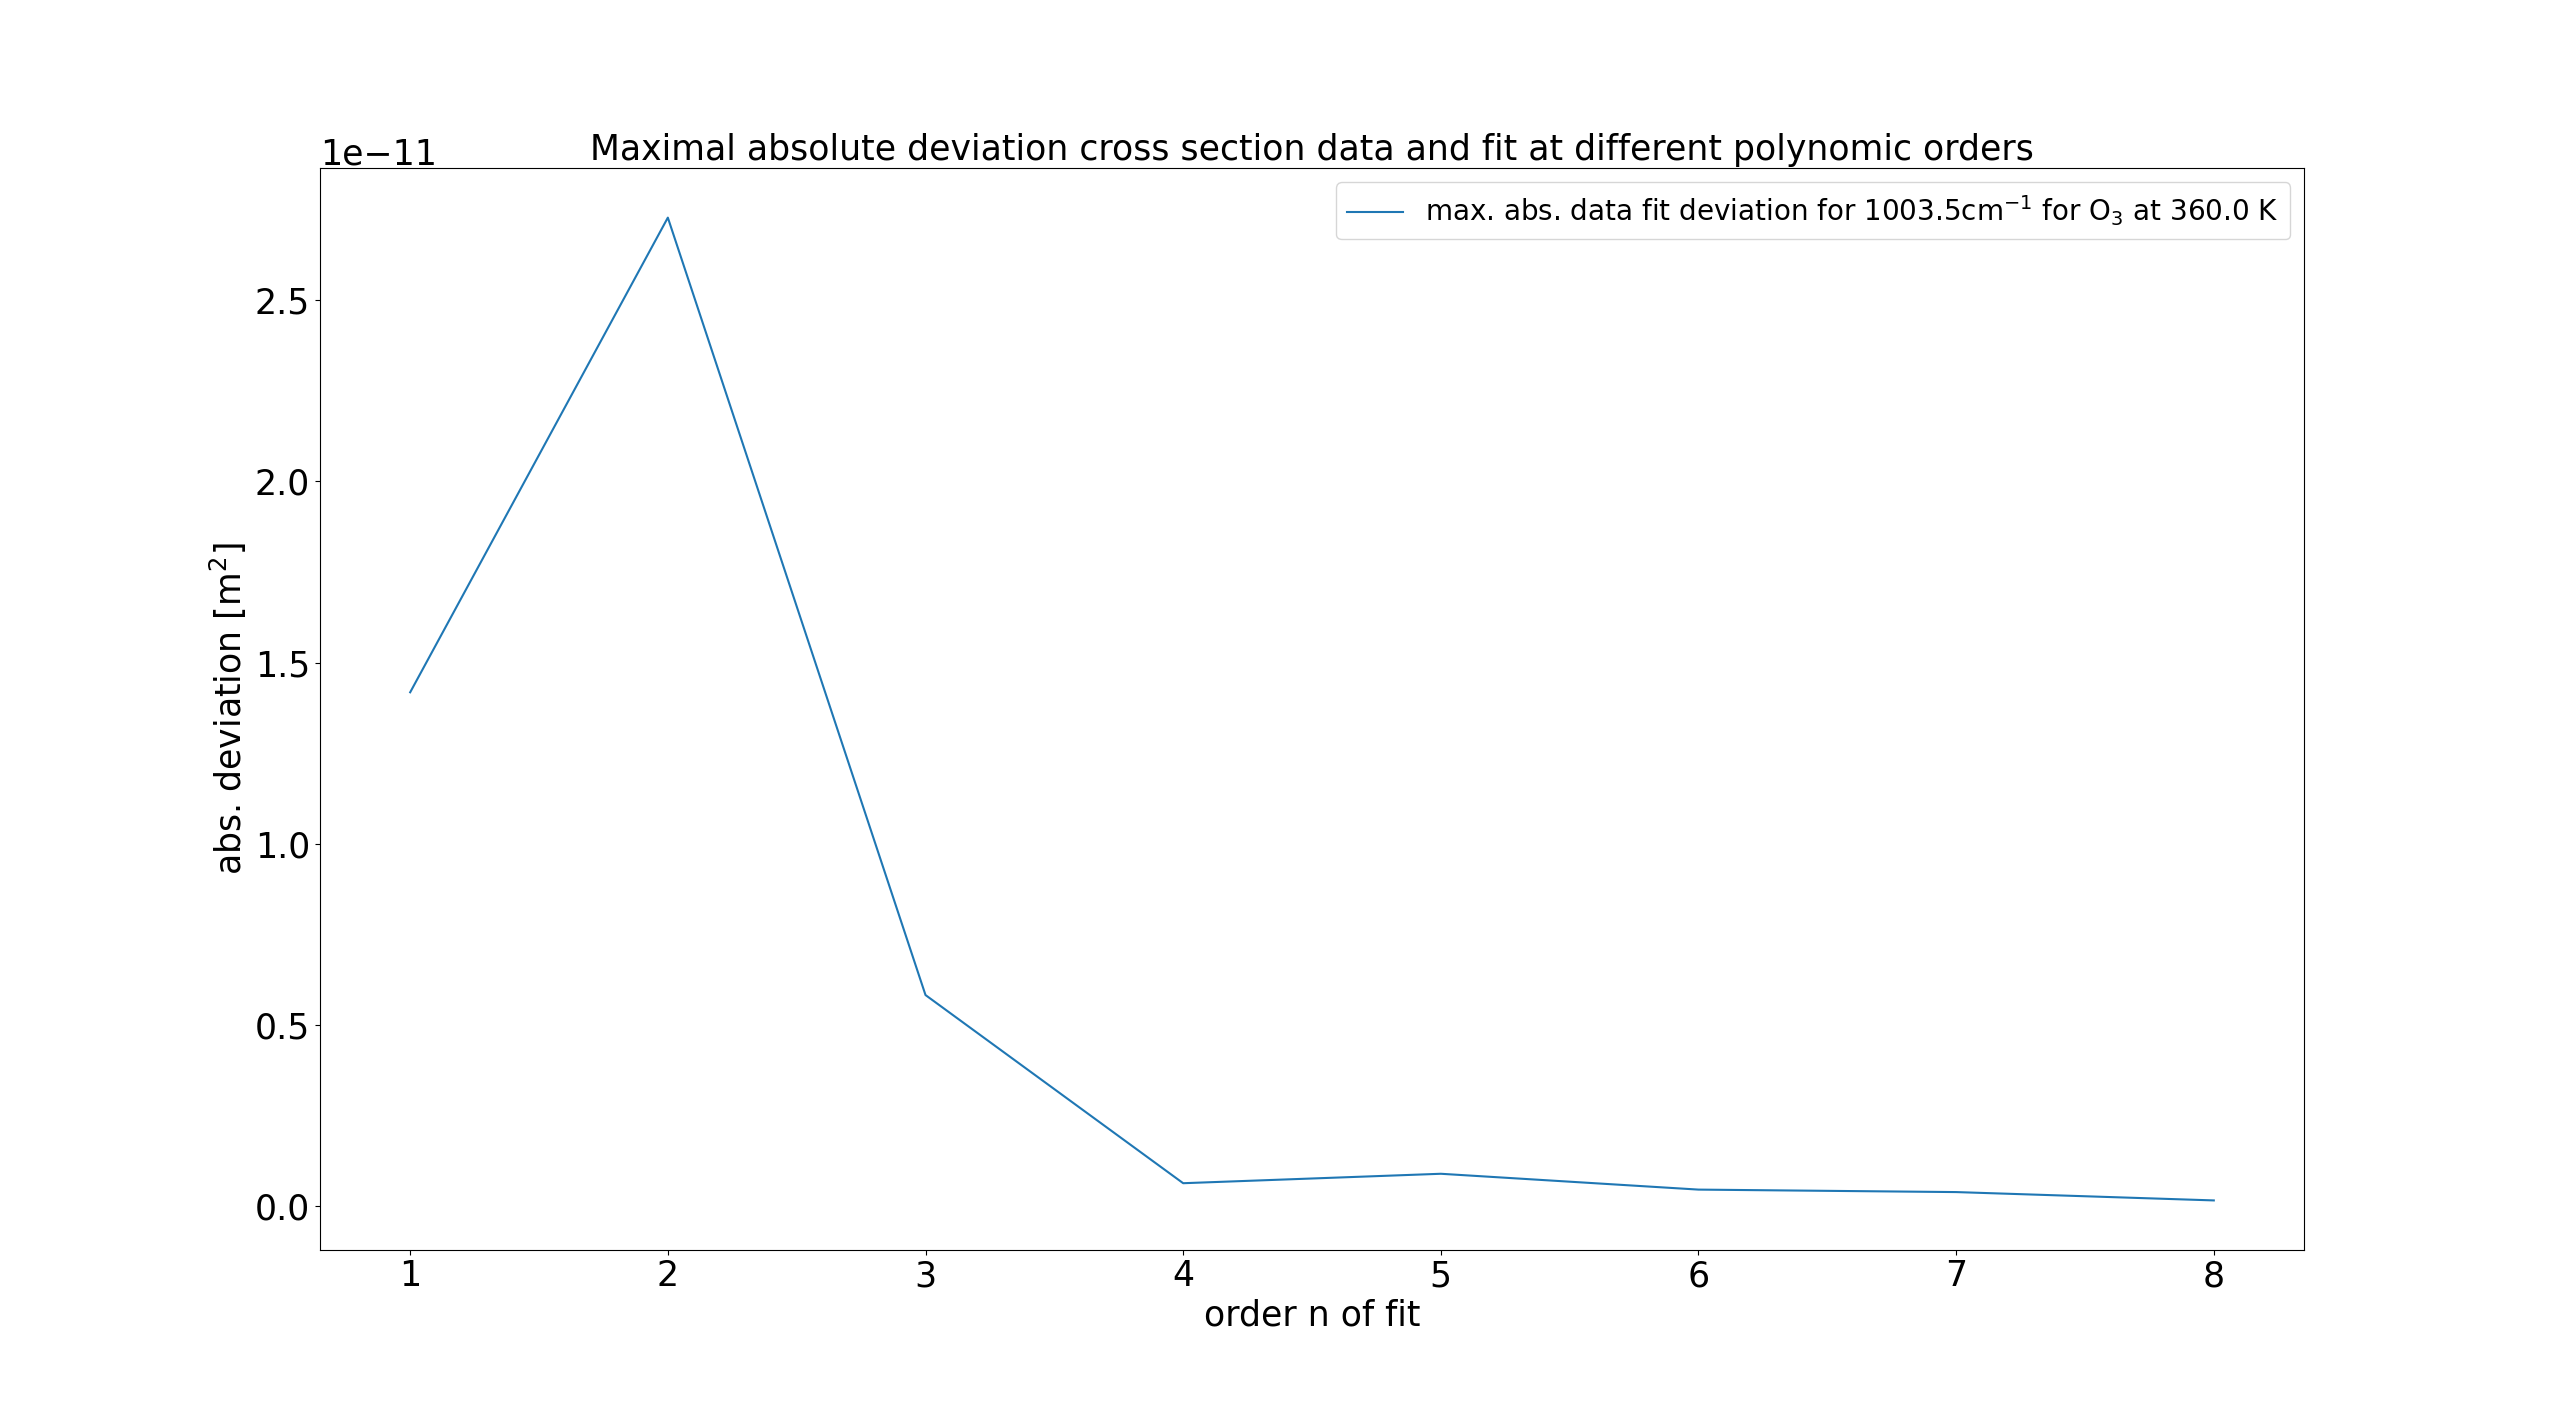 Maximal absolute deviation cross section data and fit at different polynomic orders
1e−11
max. abs. data fit deviation for 1003.5cm⁻¹ for O₃ at 360.0 K
abs. deviation [m²]
2.5
2.0
1.5
1.0
0.5
0.0
1 2 3 4 5 6 7 8
order n of fit